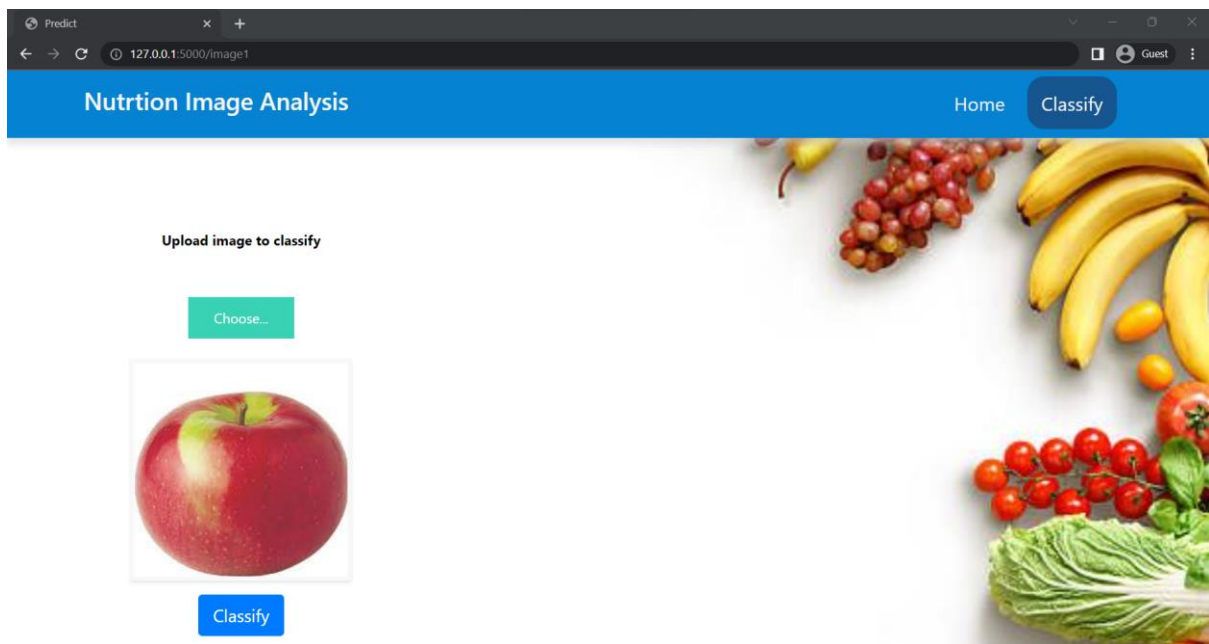 Predict
127.0.0.1:5000/image1
Guest
Nutrtion Image Analysis
Home
Classify
Upload image to classify
Choose...
Classify